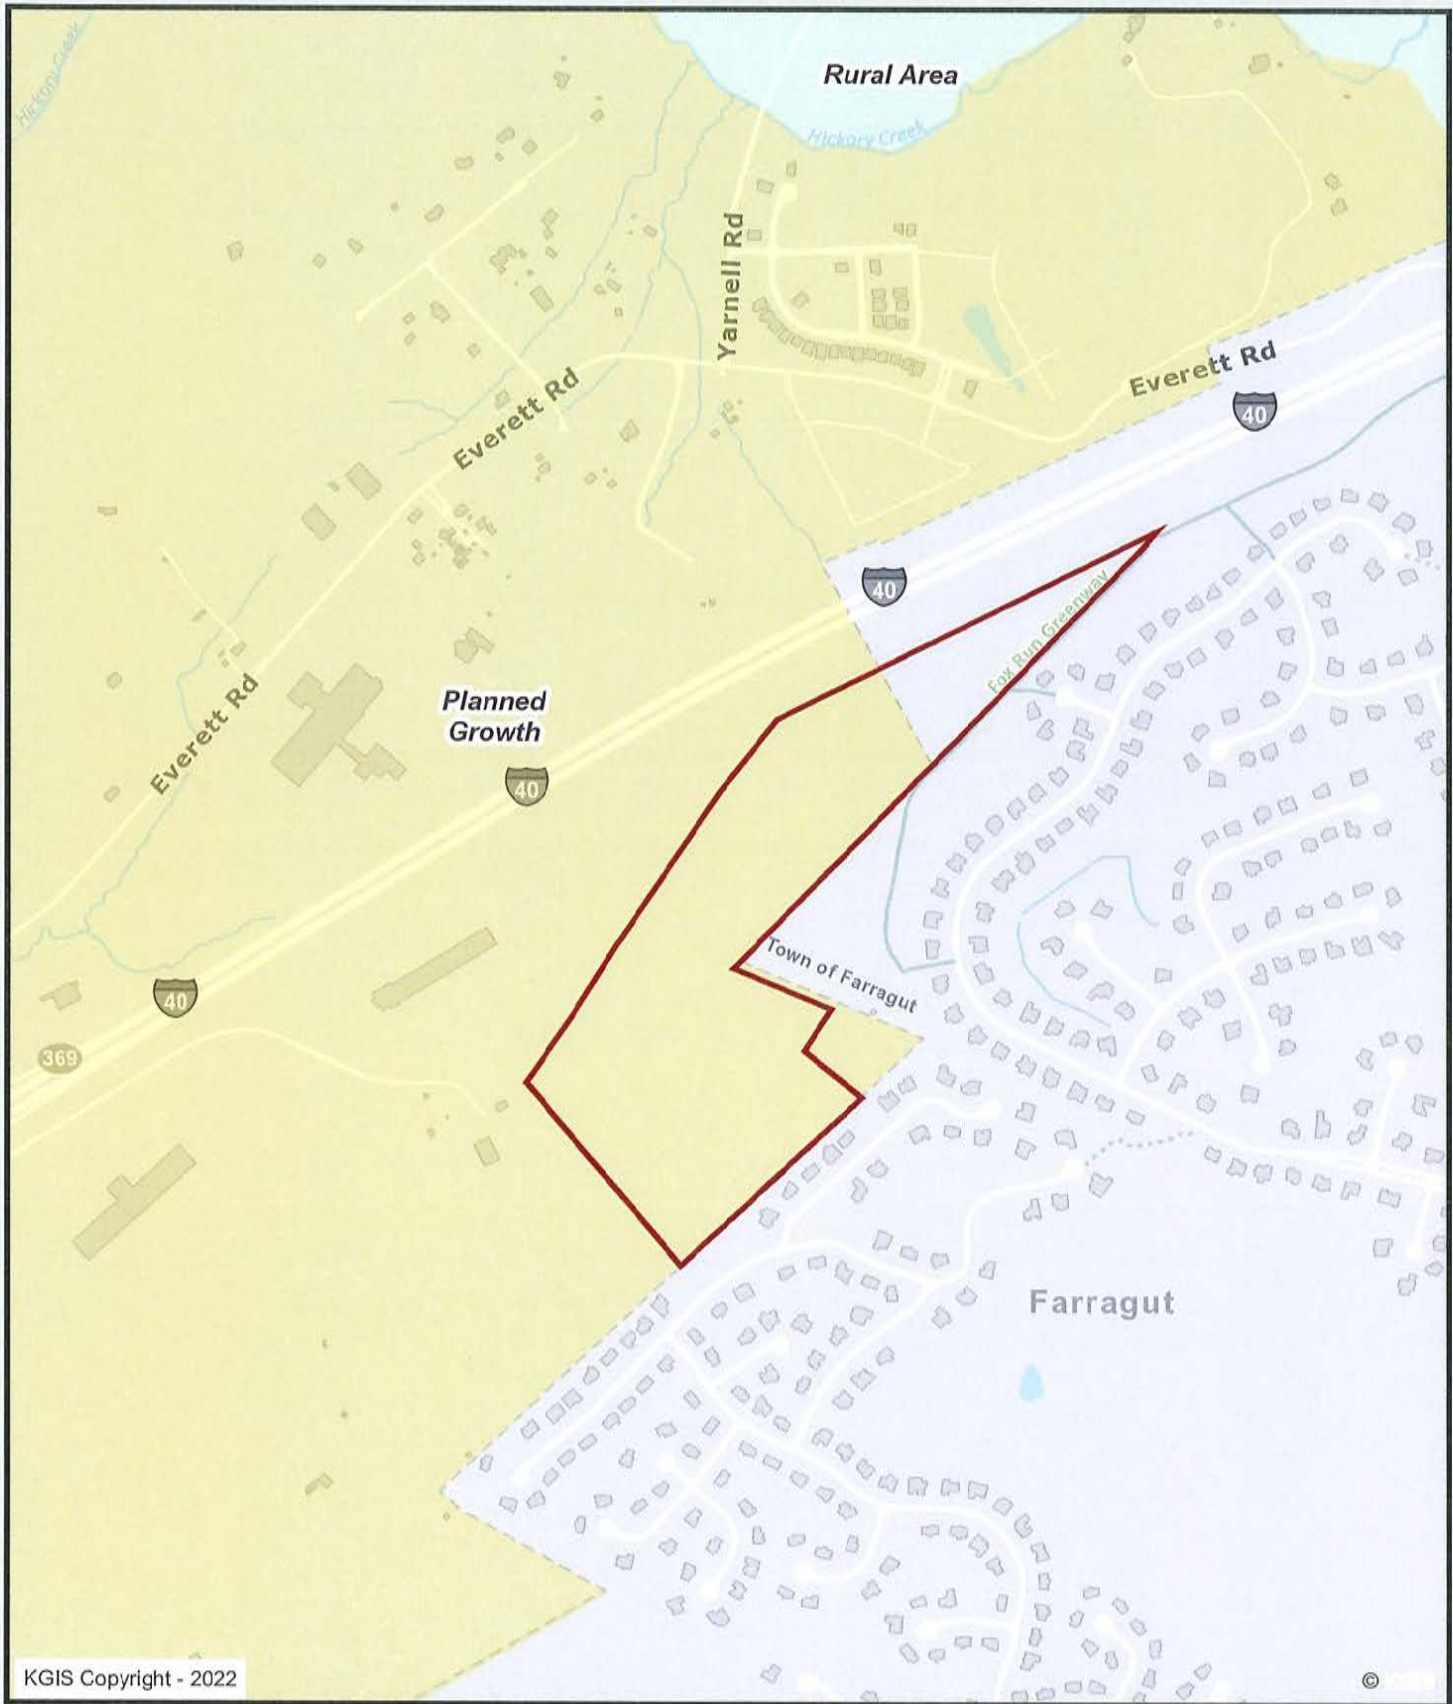 Hickory Creek
Rural Area
Hickory Creek
Yarnell Rd
Everett Rd
40
Everett Rd
40
Fox Run Greenway
Everett Rd
Planned
Growth
40
Town of Farragut
40
369
Farragut
KGIS Copyright - 2022
©